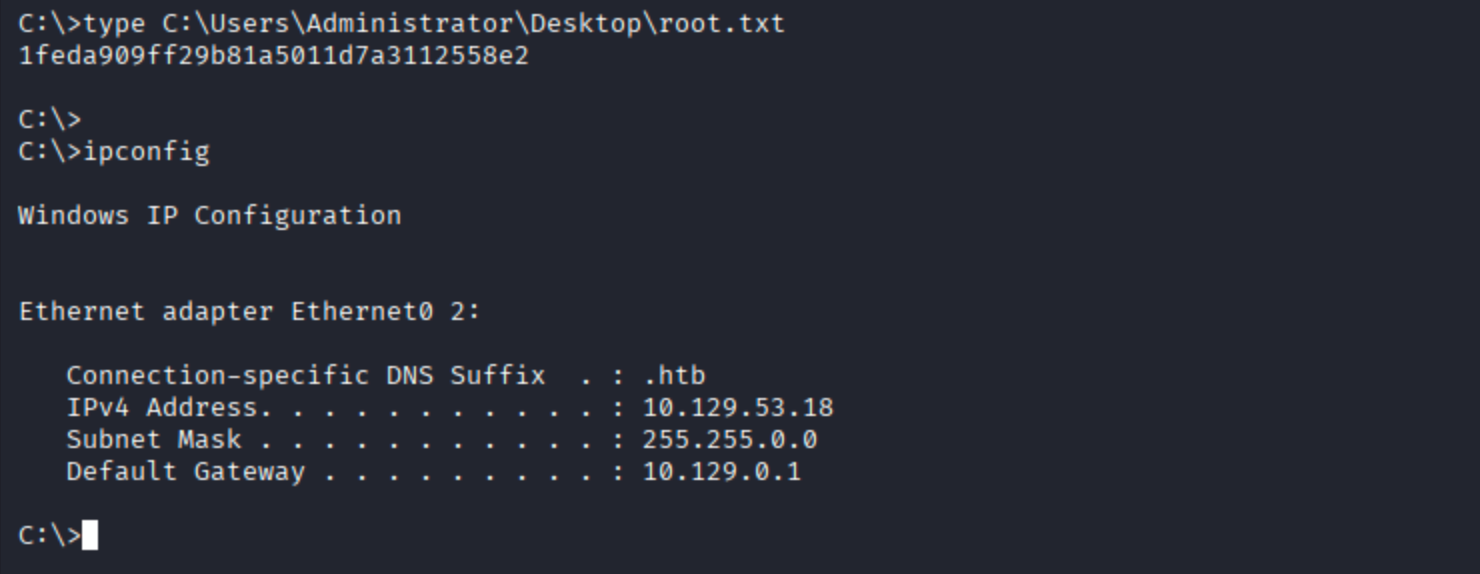 C:\>type C:\Users\Administrator\Desktop\root.txt
1feda909ff29b81a5011d7a3112558e2
C:\>
C:\>ipconfig
Windows IP Configuration
Ethernet adapter Ethernet0 2:
   Connection-specific DNS Suffix  . : .htb
   IPv4 Address. . . . . . . . . . . : 10.129.53.18
   Subnet Mask . . . . . . . . . . . : 255.255.0.0
   Default Gateway . . . . . . . . . : 10.129.0.1
C:\>